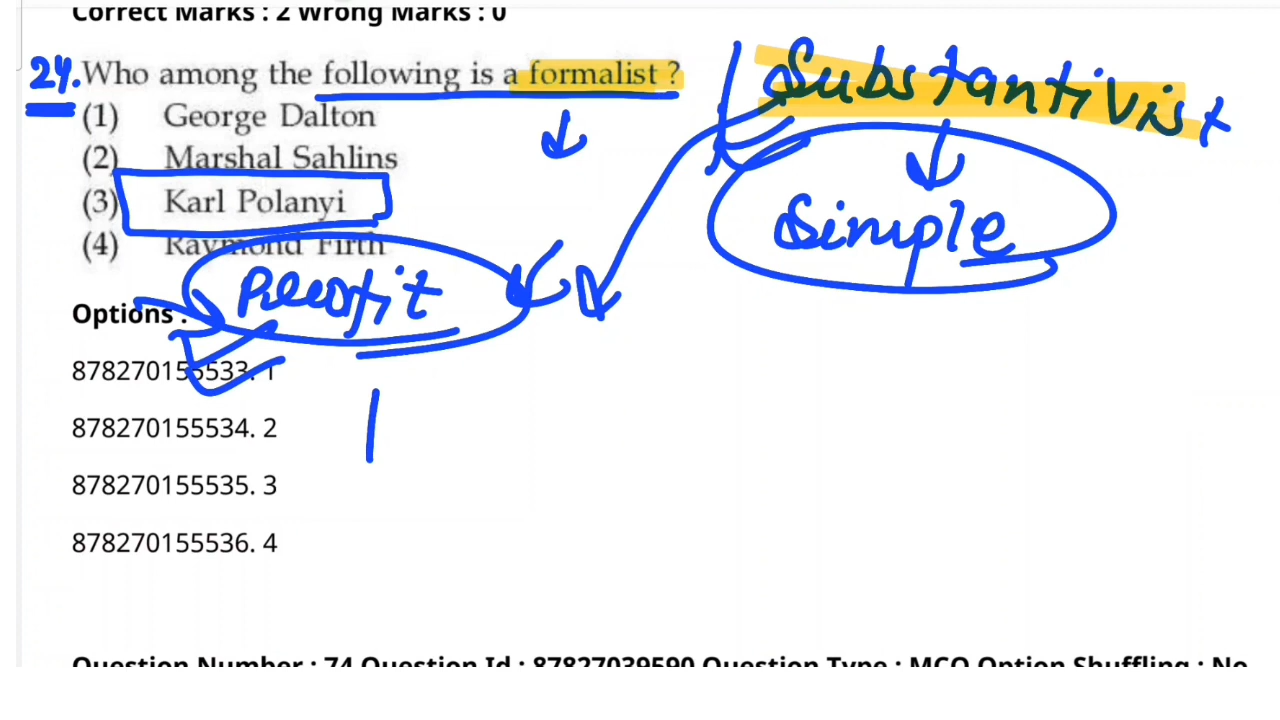 Correct Marks : 2 Wrong Marks : 0
24. Who among the following is a formalist ?
Substantivist
(1) George Dalton
(2) Marshal Sahlins
Simple
(3) Karl Polanyi
(4) Raymond Firth
Options :
878270155533. 1
878270155534. 2
878270155535. 3
878270155536. 4
Question Number : 74 Question Id : 87827039590 Question Type : MCQ Option Shuffling : No